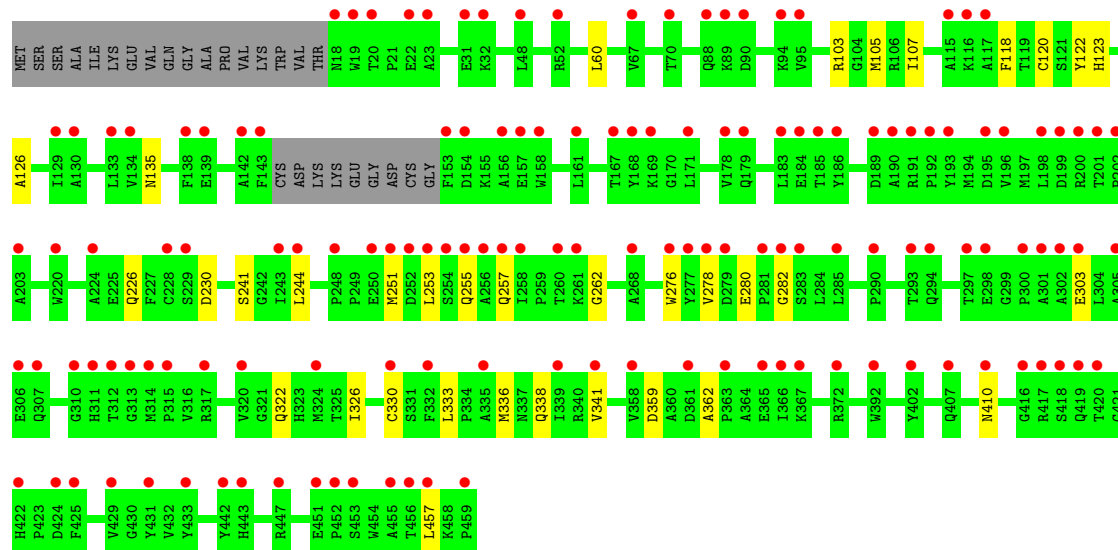 MET SER SER ALA ILE LYS GLU VAL GLN GLY ALA PRO VAL LYS TRP VAL THR N18 W19 T20 P21 E22 A23 E31 K32 L48 R52 L60 V67 T70 Q88 K89 D90 K94 V95 R103 G104 M105 R106 I107 A115 K116 A117 F118 T119 C120 S121 Y122 H123
A126 I129 A130 L133 V134 N135 F138 E139 A142 F143 CYS ASP LYS LYS GLU GLY ASP CYS GLY F153 D154 K155 A156 E157 W158 L161 T167 Y168 K169 G170 L171 V178 Q179 L183 E184 T185 Y186 D189 A190 R191 P192 Y193 M194 D195 V196 M197 L198 D199 R200 T201 P202
A203 W220 A224 E225 Q226 F227 C228 S229 D230 S241 G242 I243 L244 P248 P249 E250 M251 D252 L253 S254 Q255 A256 Q257 I258 P259 T260 K261 G262 A268 W276 Y277 V278 D279 E280 P281 G282 S283 L284 L285 P290 T293 Q294 T297 E298 G299 P300 A301 A302 E303 L304
E306 Q307 G310 H311 T312 G313 M314 P315 V316 R317 V320 G321 Q322 H323 M324 T325 I326 C330 S331 F332 L333 P334 A335 M336 N337 Q338 I339 R340 V341 V358 D359 A360 D361 A362 P363 A364 E365 I366 K367 R372 W392 Y402 Q407 N410 G416 R417 S418 Q419 T420
H422 P423 D424 F425 V429 G430 Y431 V432 Y433 Y442 H443 R447 E451 P452 S453 W454 A455 T456 L457 K458 P459